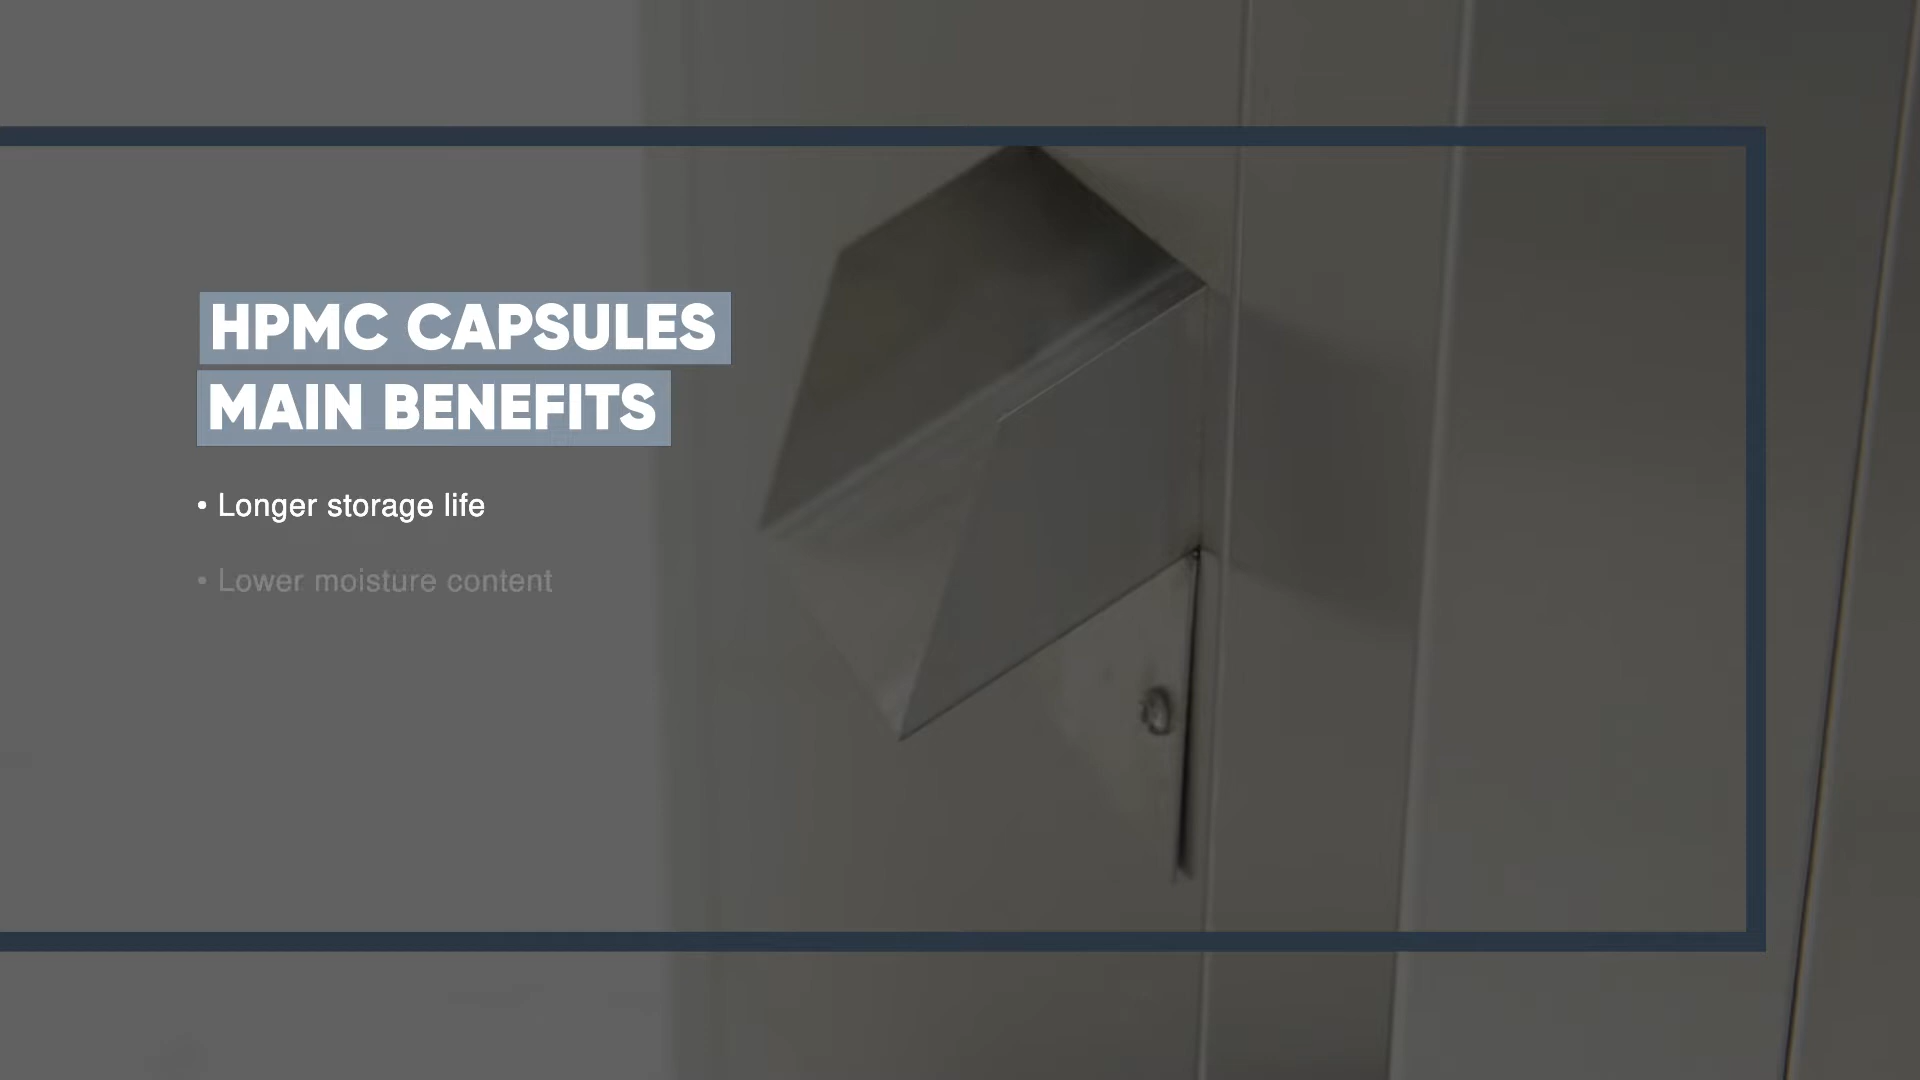 HPMC CAPSULES
MAIN BENEFITS
• Longer storage life
• Lower moisture content